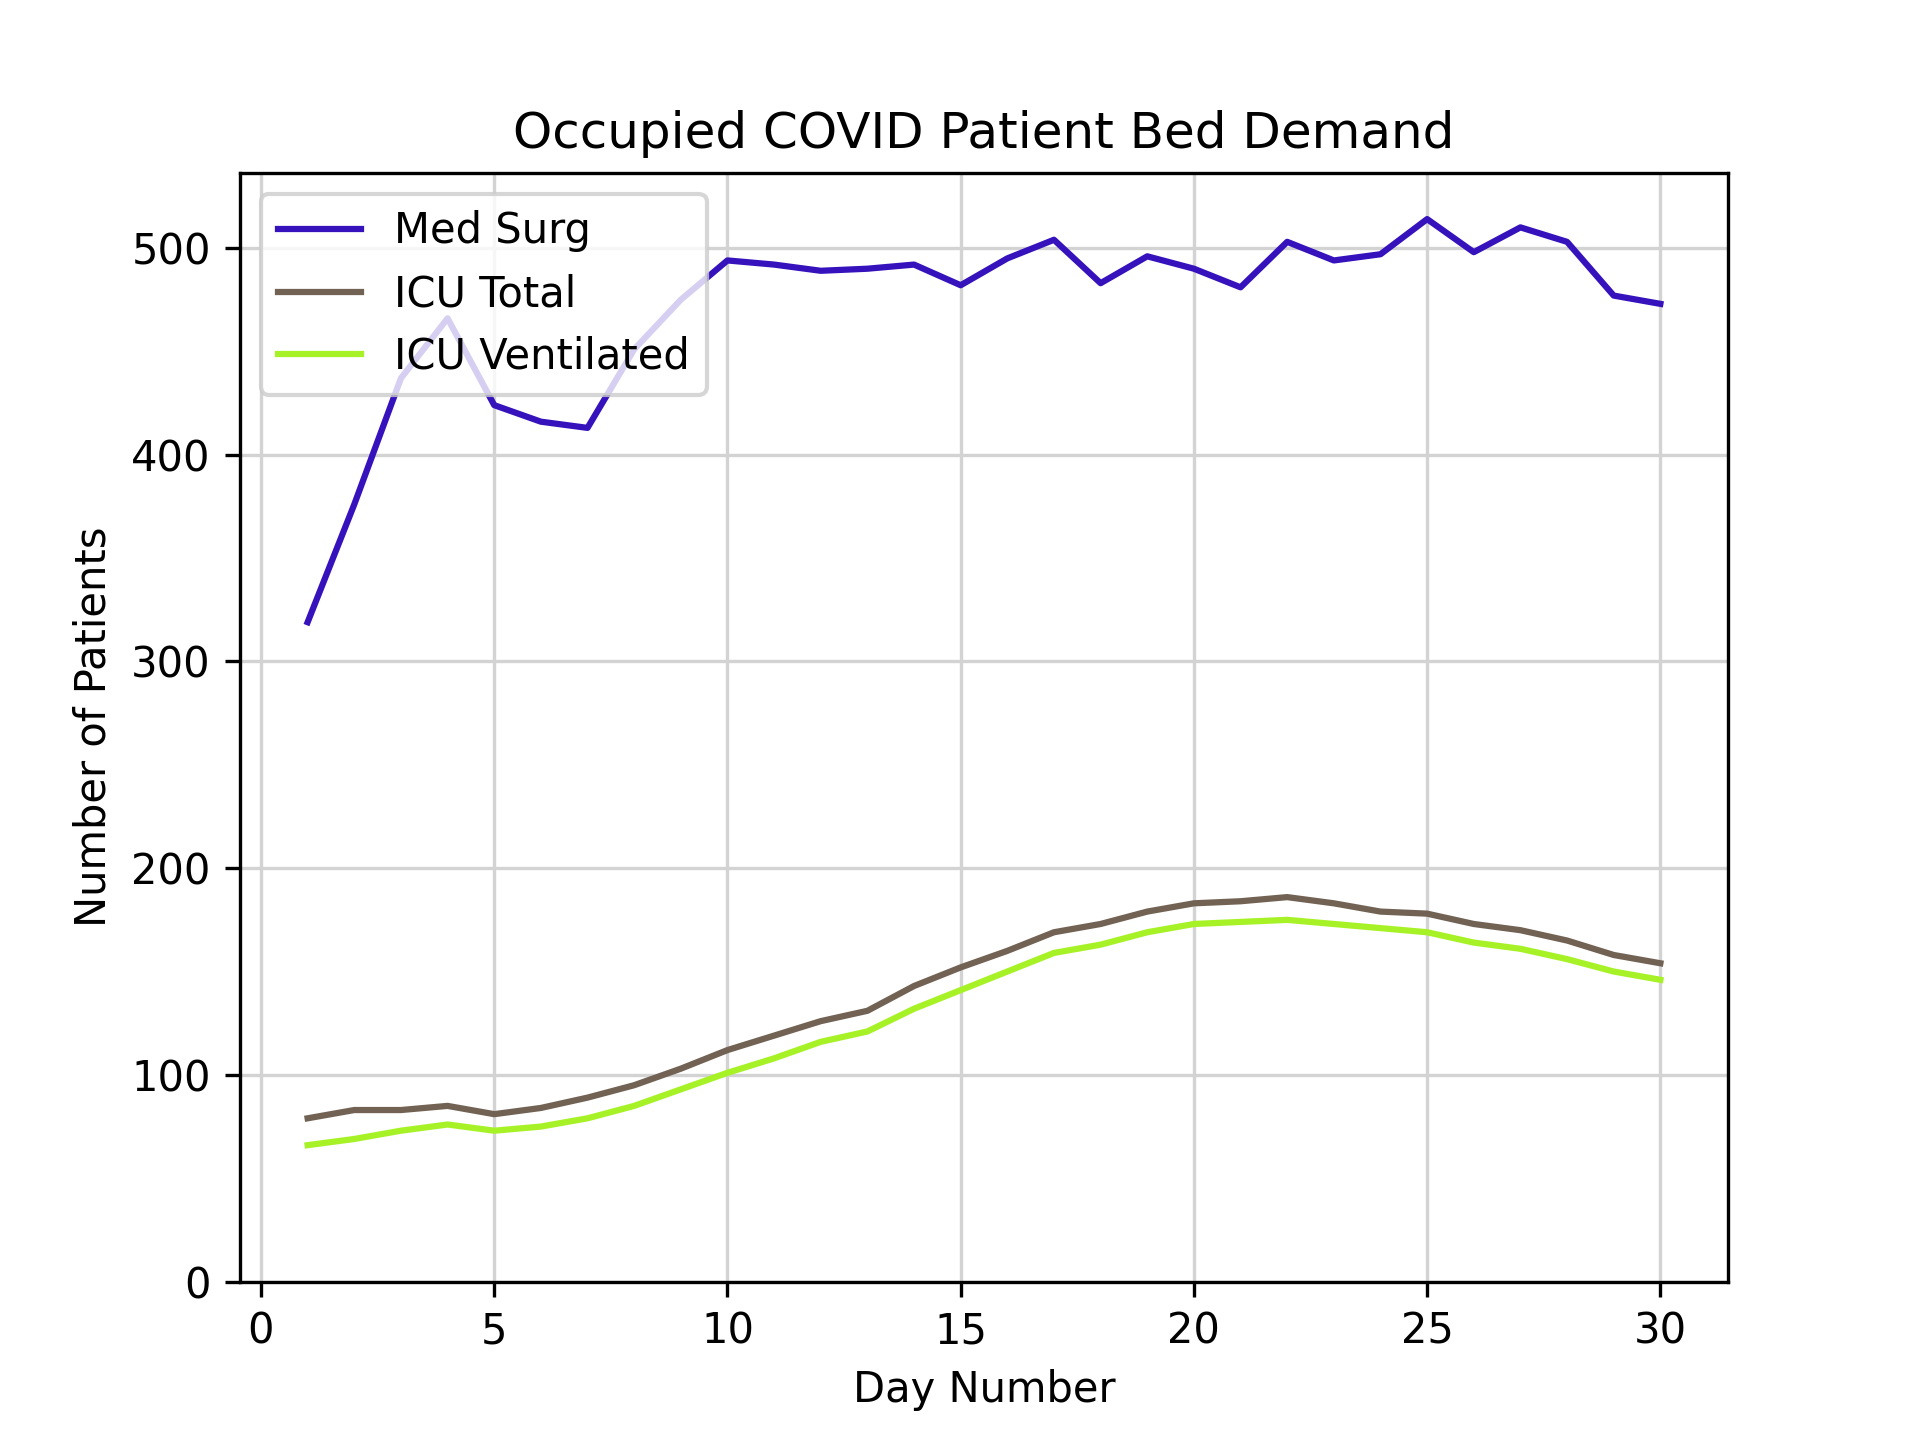 Occupied COVID Patient Bed Demand
Med Surg
ICU Total
ICU Ventilated
500
400
300
200
100
0
Number of Patients
0 5 10 15 20 25 30
Day Number